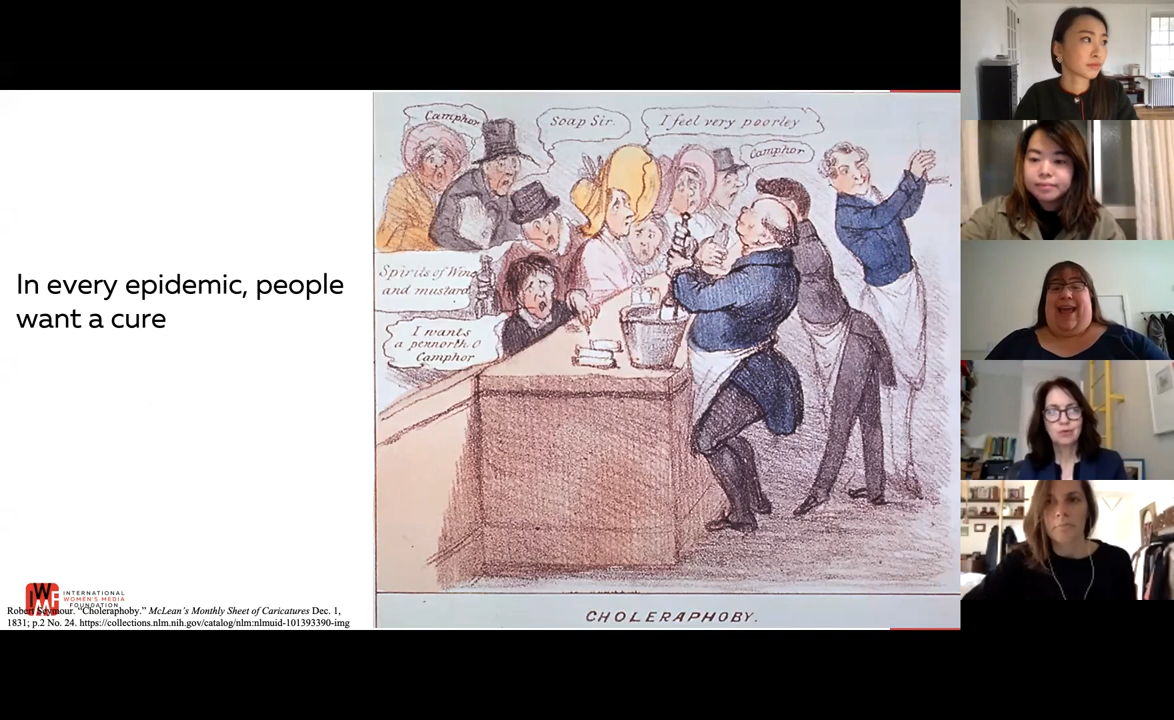 In every epidemic, people
want a cure
INTERNATIONAL
WOMEN'S MEDIA
FOUNDATION
Robert Seymour. "Choleraphoby." McLean's Monthly Sheet of Caricatures Dec. 1,
1831; p.2 No. 24. https://collections.nlm.nih.gov/catalog/nlm:nlmuid-101393390-img
Camphor
Soap Sir
I feel very poorley
Camphor
Spirits of Wine
and mustard
I wants
a pennorth O
Camphor
CHOLERAPHOBY.